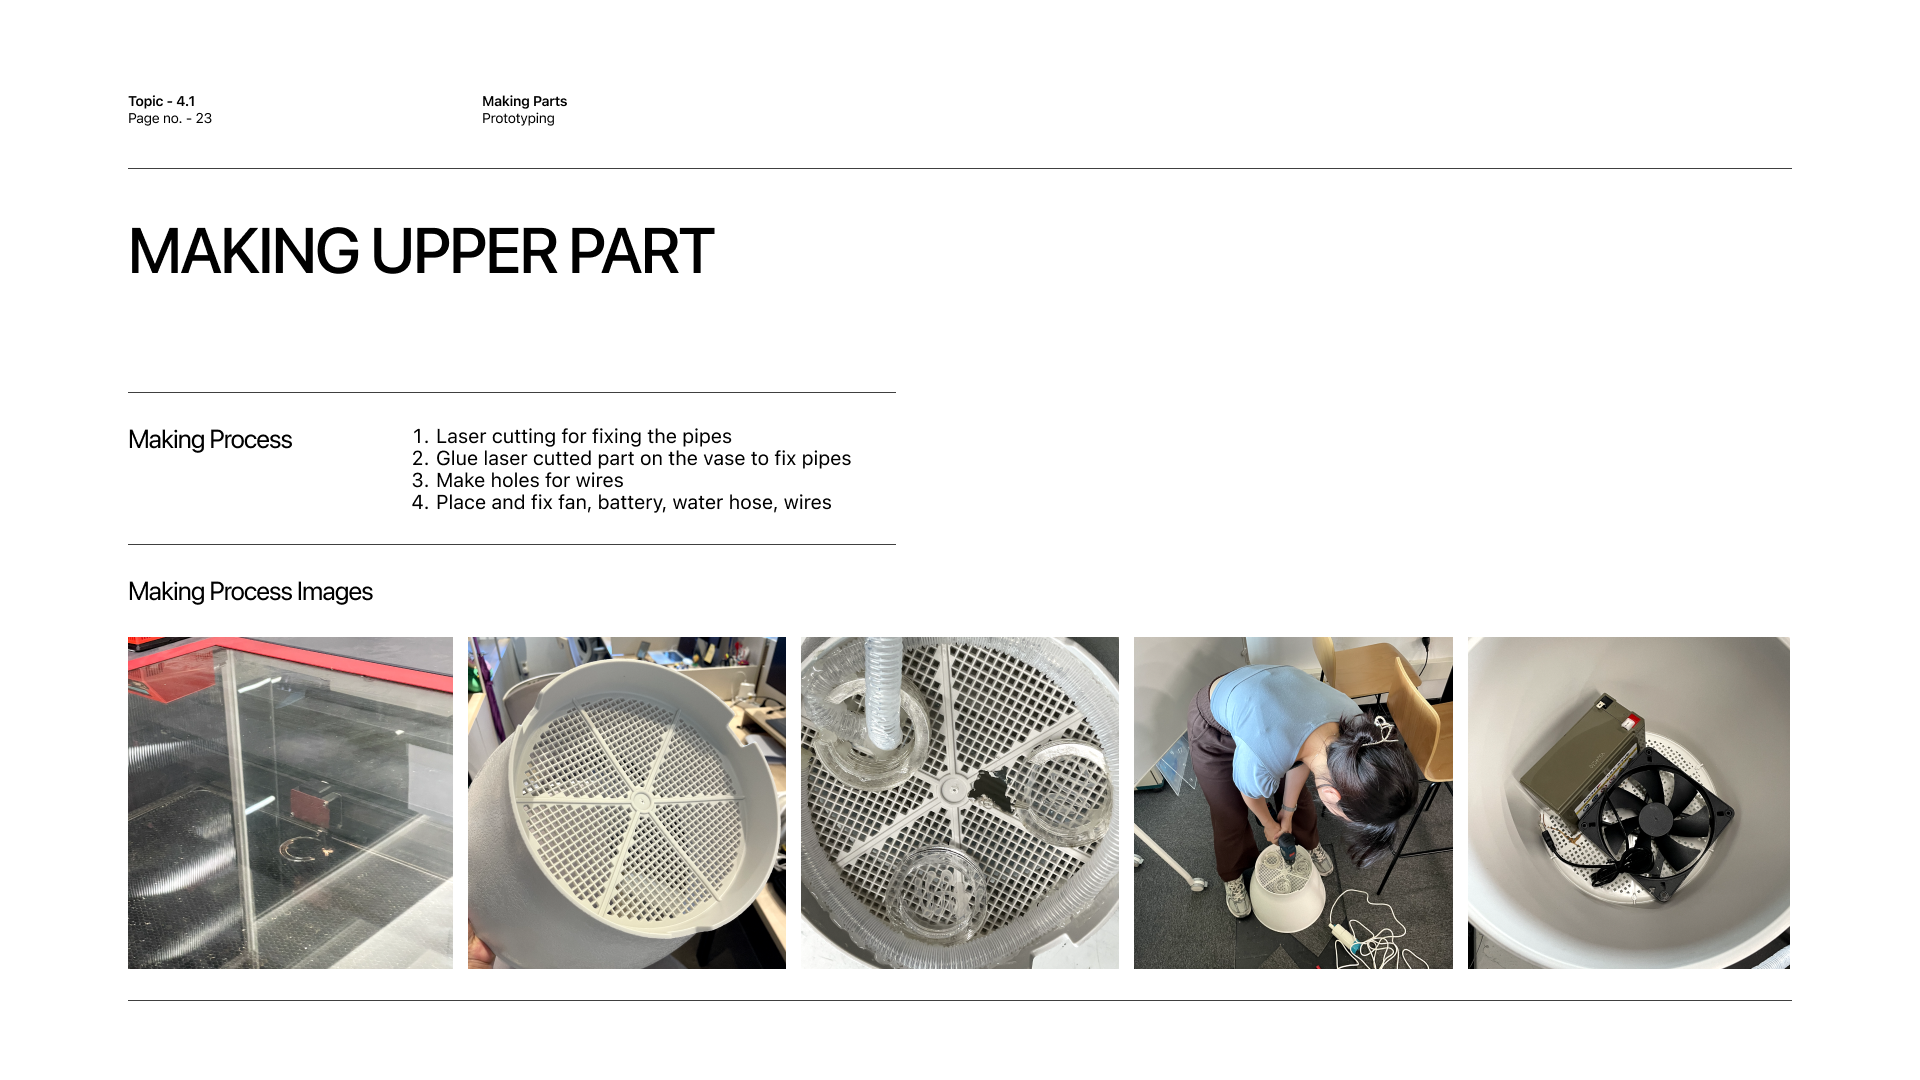 Topic - 4.1
Page no. - 23
Making Parts
Prototyping
MAKING UPPER PART
Making Process
1. Laser cutting for fixing the pipes
2. Glue laser cutted part on the vase to fix pipes
3. Make holes for wires
4. Place and fix fan, battery, water hose, wires
Making Process Images